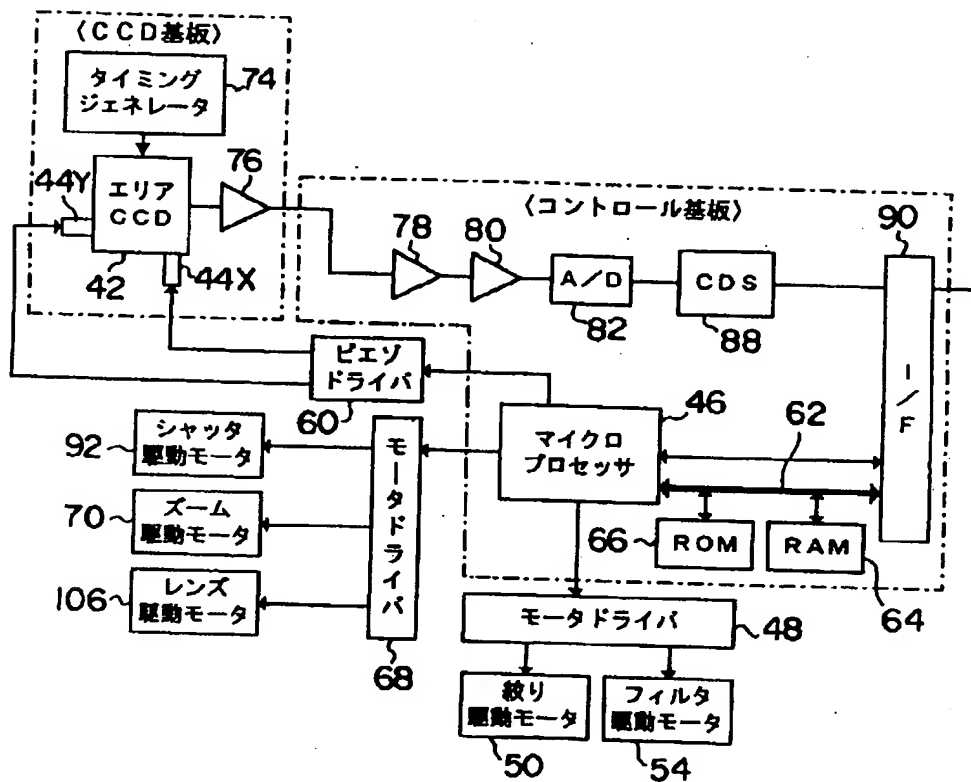 〈CCD基板〉
タイミング
ジェネレータ
74
エリア
CCD
44Y
42
44X
76
〈コントロール基板〉
78
80
A/D
82
CDS
88
90
I/F
ピエゾ
ドライバ
60
マイクロ
プロセッサ
46
62
ROM
66
RAM
64
モータドライバ
68
シャッタ
駆動モータ
92
ズーム
駆動モータ
70
レンズ
駆動モータ
106
モータドライバ
48
絞り
駆動モータ
50
フィルタ
駆動モータ
54